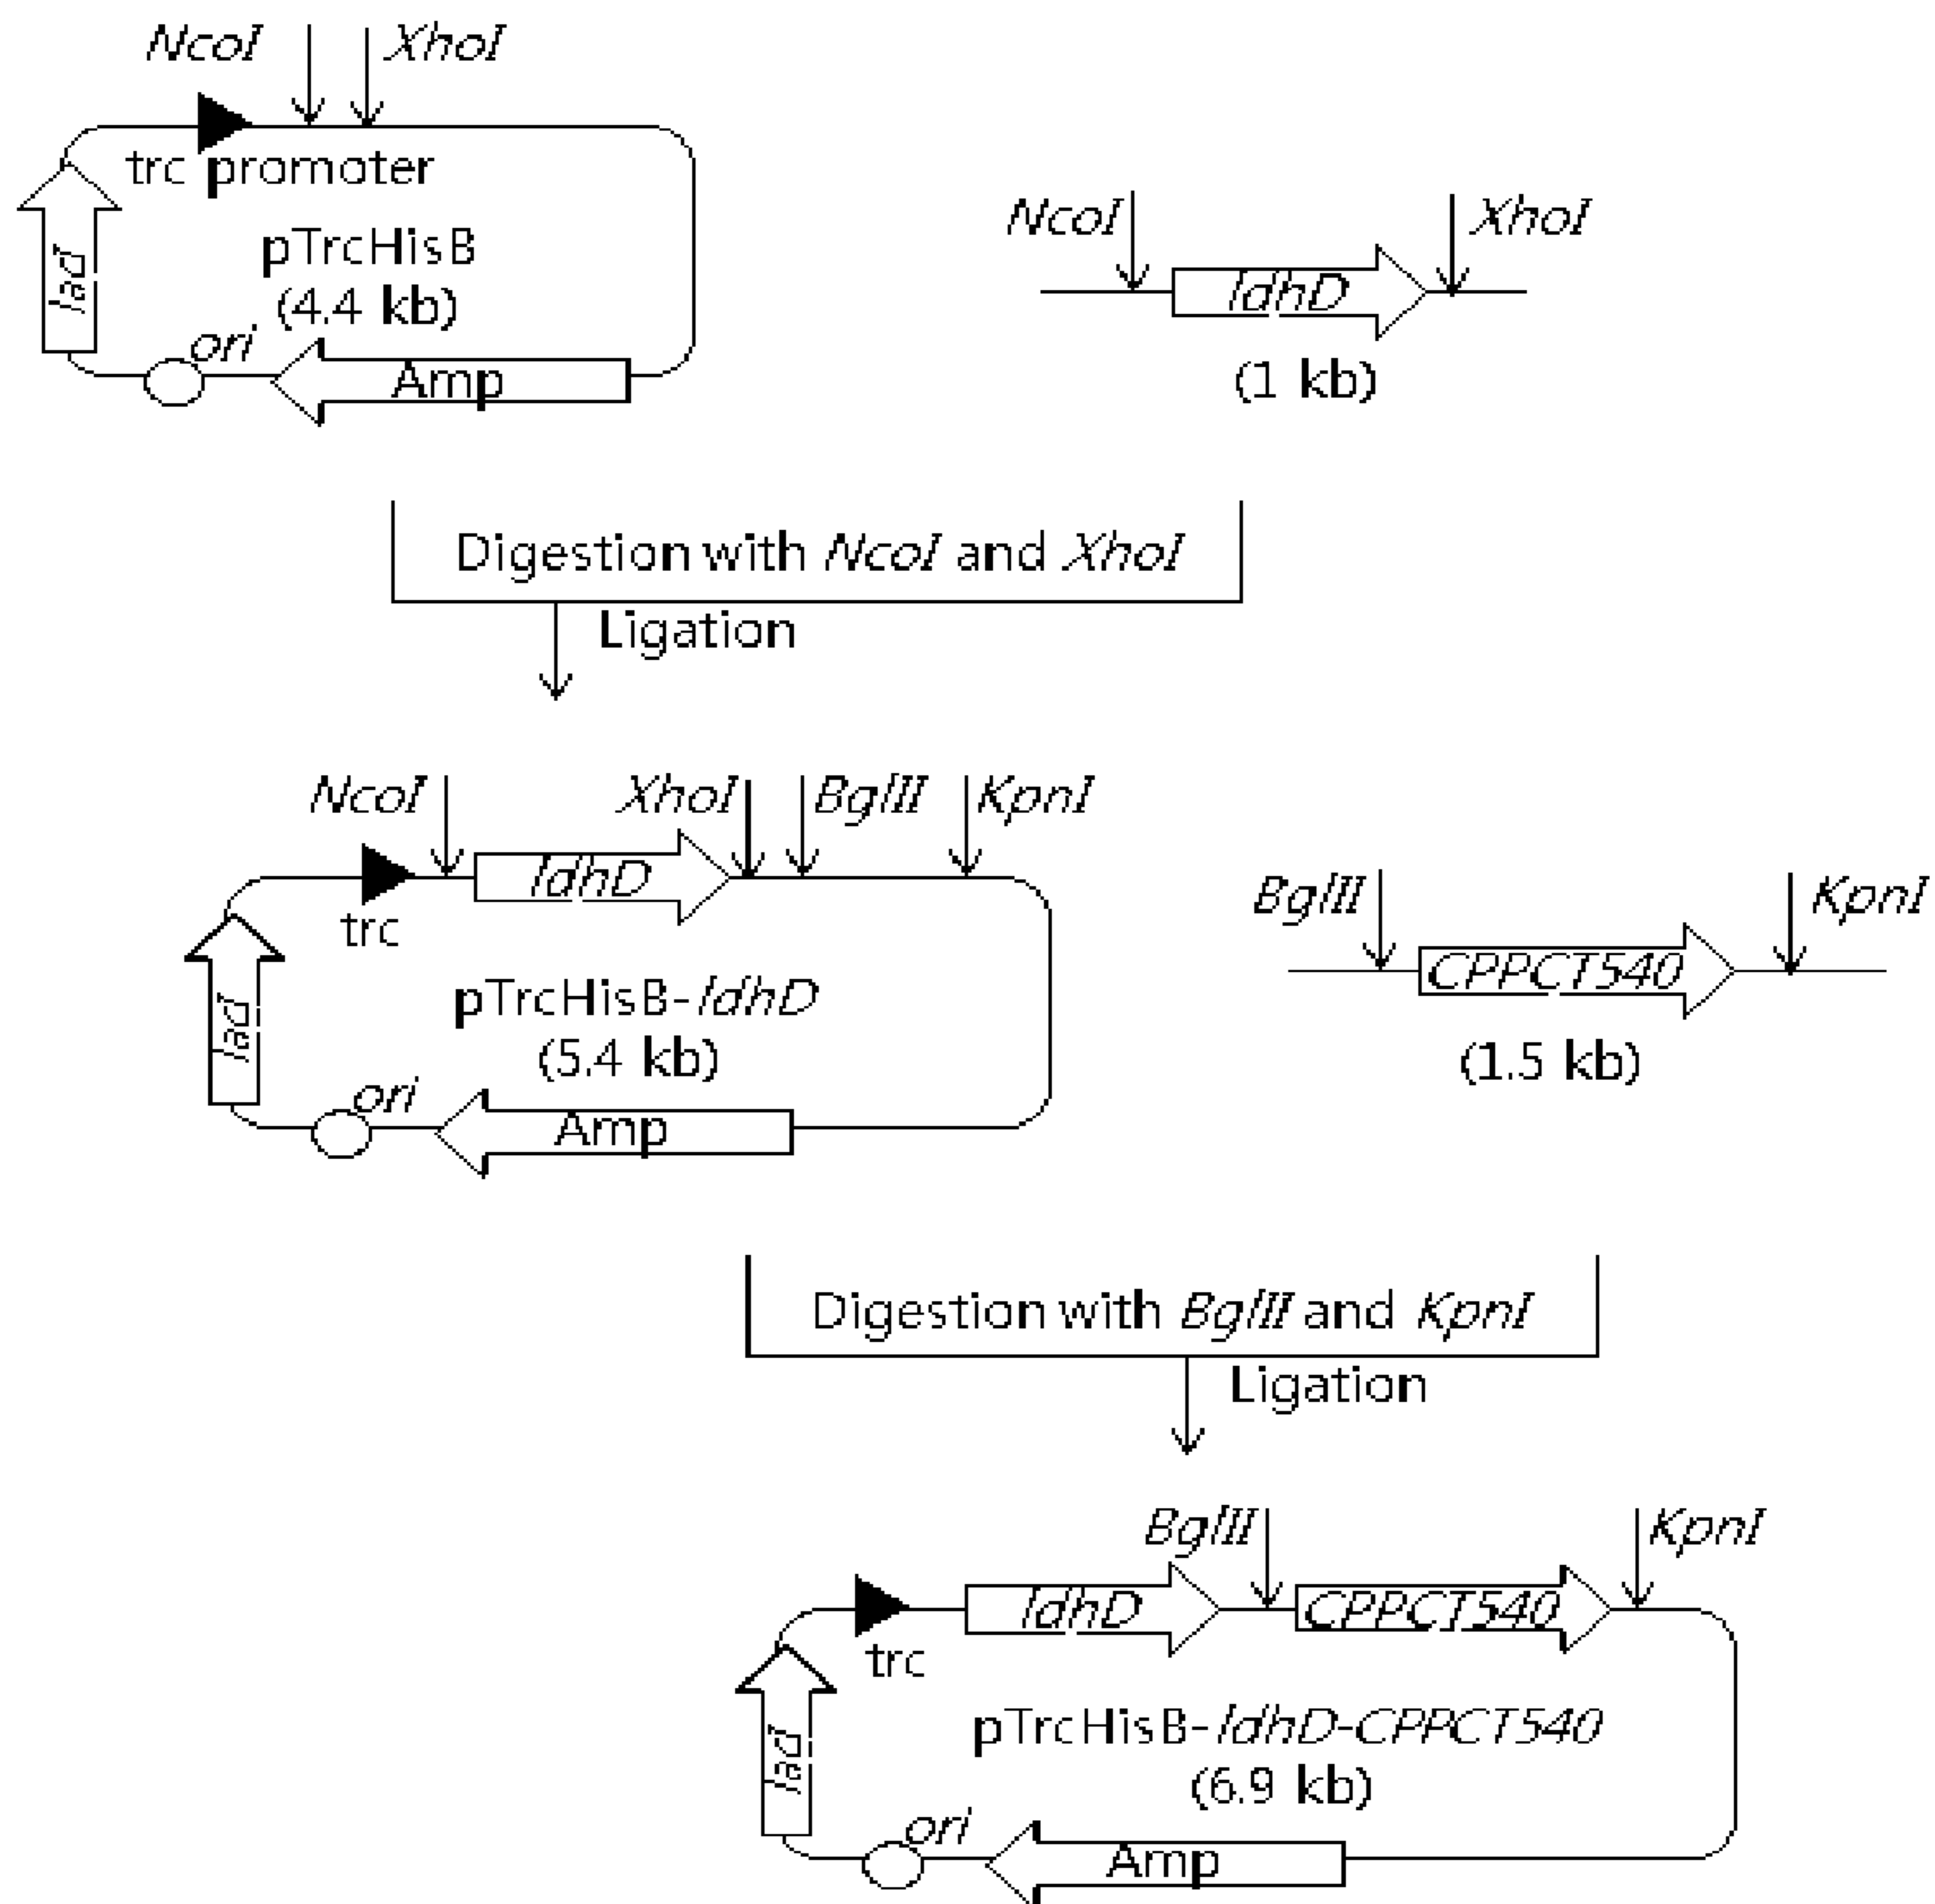 NcoI XhoI
trc promoter
pTrcHisB
(4.4 kb)
lacI
ori
Amp
NcoI XhoI
ldhD
(1 kb)
Digestion with NcoI and XhoI
Ligation
NcoI XhoI BglII KpnI
ldhD
trc
pTrcHisB-ldhD
(5.4 kb)
lacI
ori
Amp
BglII KpnI
CPPCT540
(1.5 kb)
Digestion with BglII and KpnI
Ligation
BglII KpnI
ldhD CPPCT540
trc
pTrcHisB-ldhD-CPPCT540
(6.9 kb)
lacI
ori
Amp